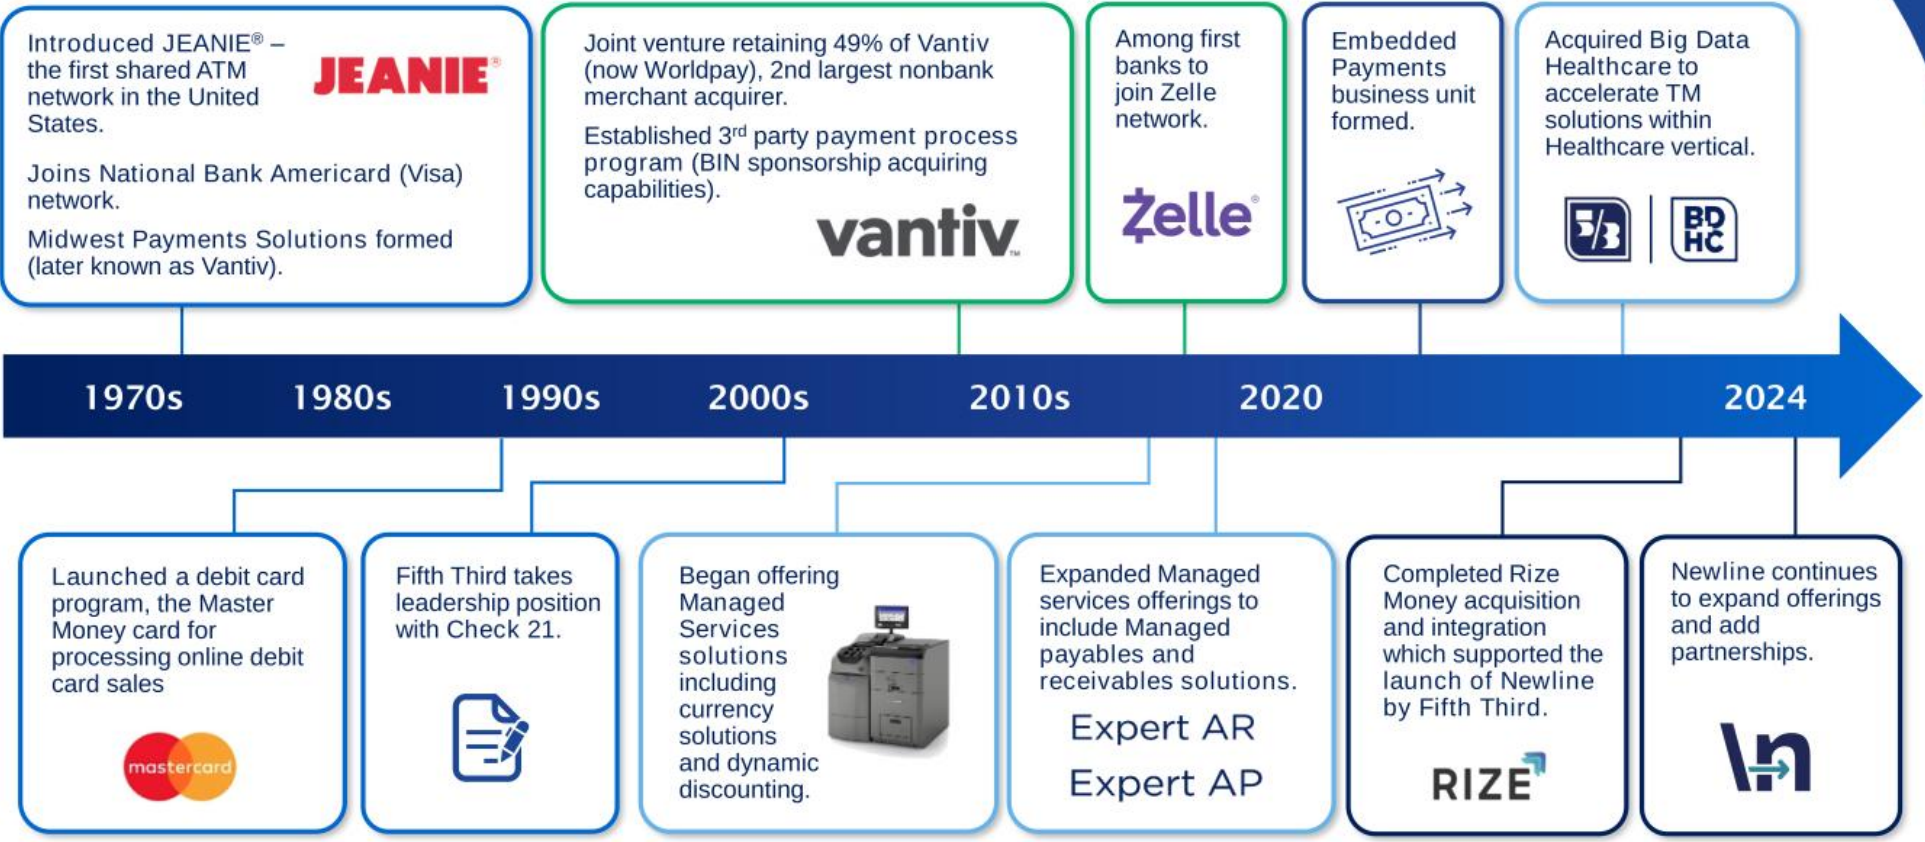 Introduced JEANIE® –
the first shared ATM
network in the United
States.
JEANIE®
Joins National Bank Americard (Visa)
network.
Midwest Payments Solutions formed
(later known as Vantiv).
Joint venture retaining 49% of Vantiv
(now Worldpay), 2nd largest nonbank
merchant acquirer.
Established 3rd party payment process
program (BIN sponsorship acquiring
capabilities).
vantiv™
Among first
banks to
join Zelle
network.
Zelle®
Embedded
Payments
business unit
formed.
Acquired Big Data
Healthcare to
accelerate TM
solutions within
Healthcare vertical.
5/3
BD
HC
1970s 1980s 1990s 2000s 2010s 2020 2024
Launched a debit card
program, the Master
Money card for
processing online debit
card sales
mastercard
Fifth Third takes
leadership position
with Check 21.
Began offering
Managed
Services
solutions
including
currency
solutions
and dynamic
discounting.
Expanded Managed
services offerings to
include Managed
payables and
receivables solutions.
Expert AR
Expert AP
Completed Rize
Money acquisition
and integration
which supported the
launch of Newline
by Fifth Third.
RIZE
Newline continues
to expand offerings
and add
partnerships.
\n